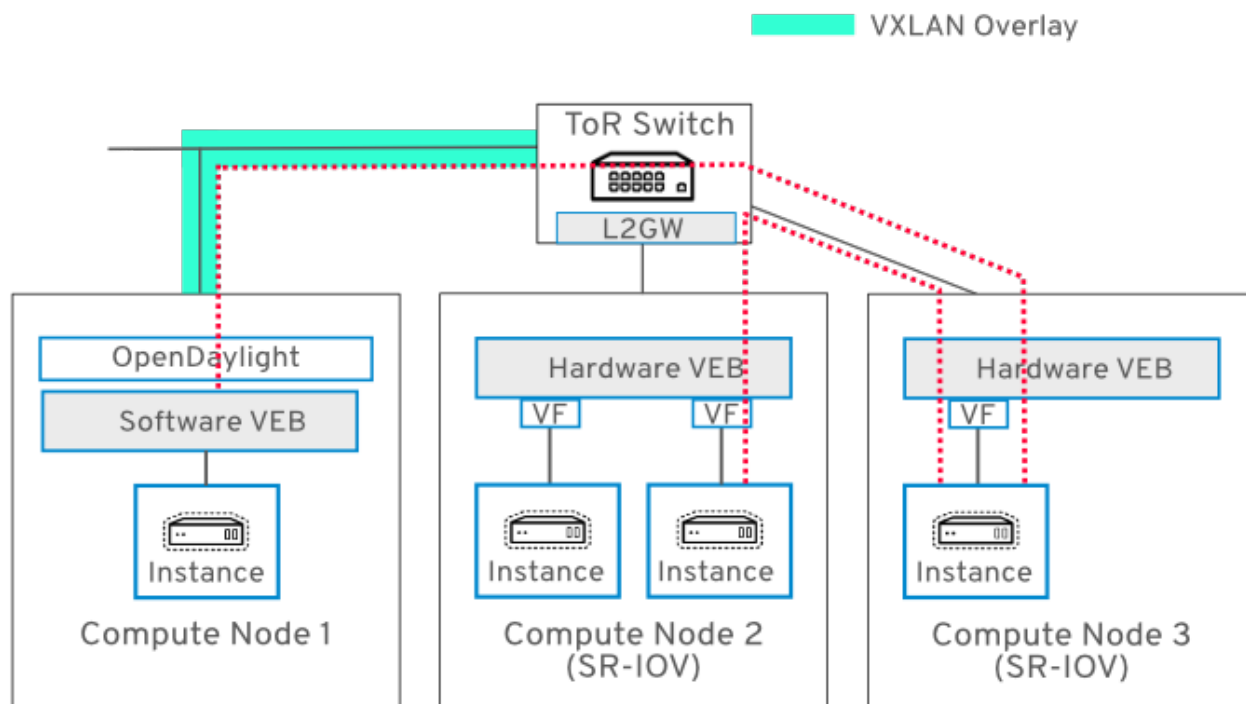 VXLAN Overlay
ToR Switch
L2GW
OpenDaylight
Software VEB
Instance
Compute Node 1
Hardware VEB
VF
VF
Instance
Instance
Compute Node 2
(SR-IOV)
Hardware VEB
VF
Instance
Compute Node 3
(SR-IOV)